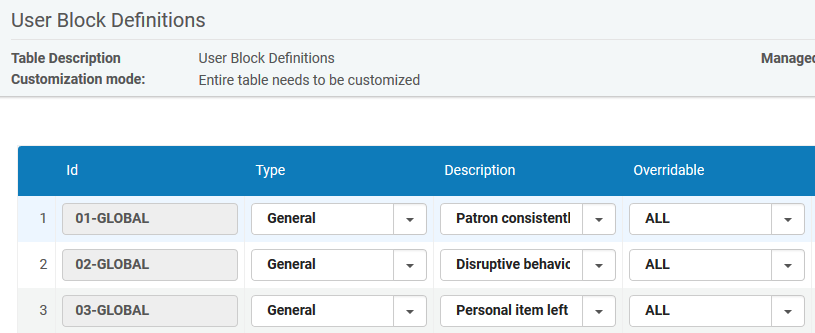 User Block Definitions
Table Description User Block Definitions Managed
Customization mode: Entire table needs to be customized
Id Type Description Overridable
1 01-GLOBAL General Patron consistentl ALL
2 02-GLOBAL General Disruptive behavic ALL
3 03-GLOBAL General Personal item left ALL